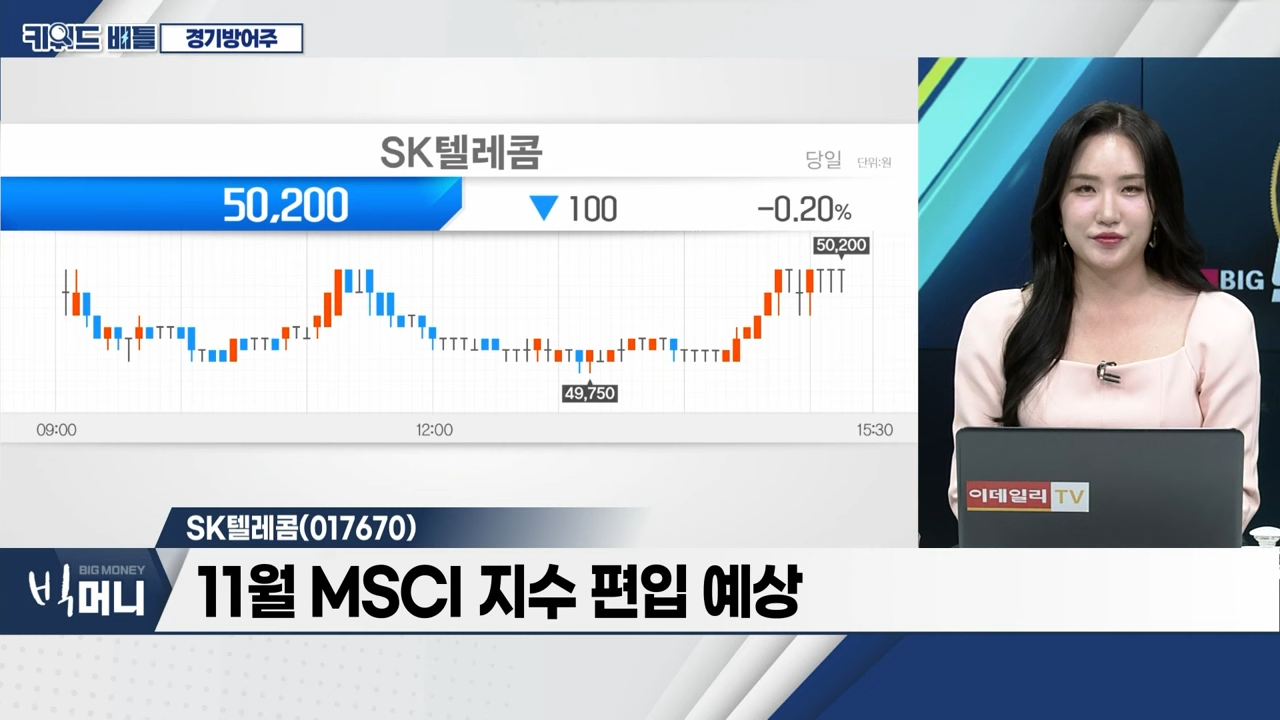 키워드 배틀 경기방어주
SK텔레콤
당일 단위:원
50,200 ▼100 -0.20%
50,200
49,750
09:00 12:00 15:30
BIG
이데일리TV
SK텔레콤(017670)
BIG MONEY
빅머니
11월 MSCI 지수 편입 예상